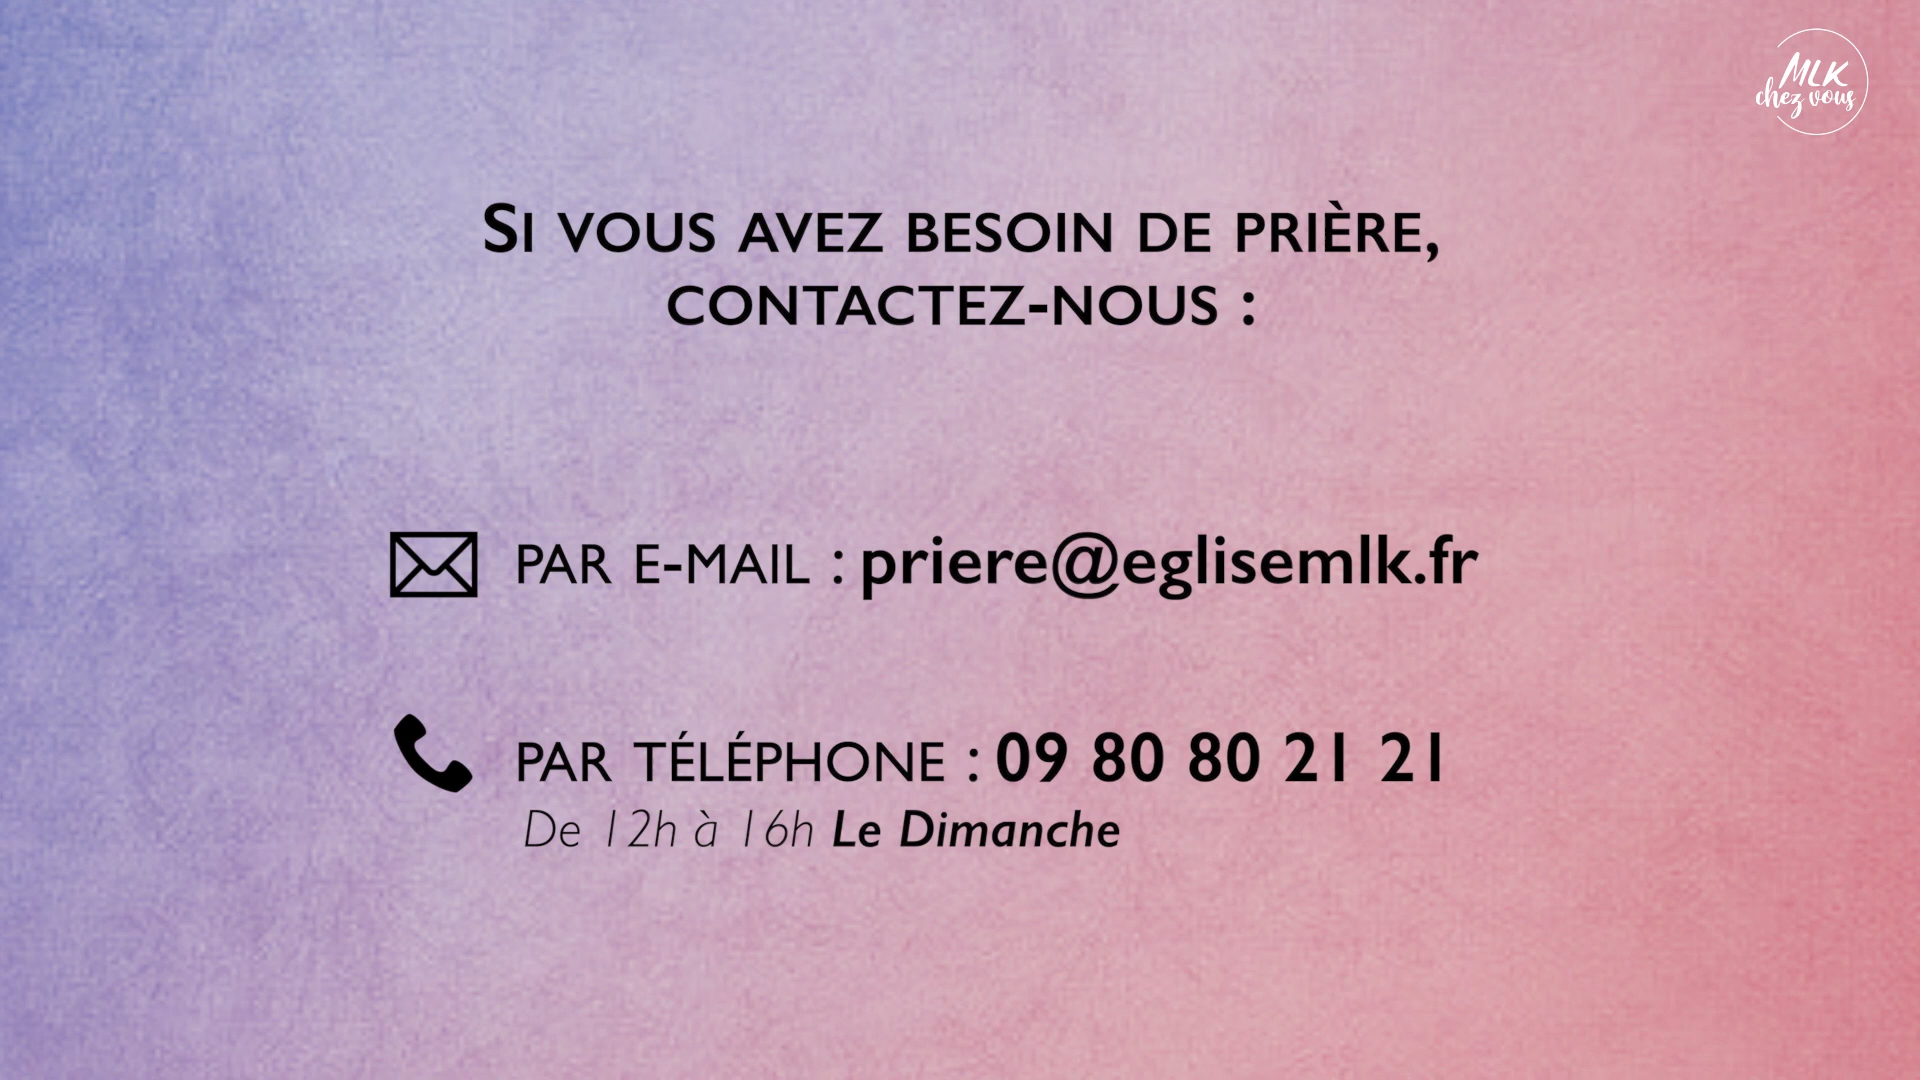 MLK
chez vous
Si vous avez besoin de prière,
contactez-nous :
par e-mail : priere@eglisemlk.fr
par téléphone : 09 80 80 21 21
De 12h à 16h Le Dimanche